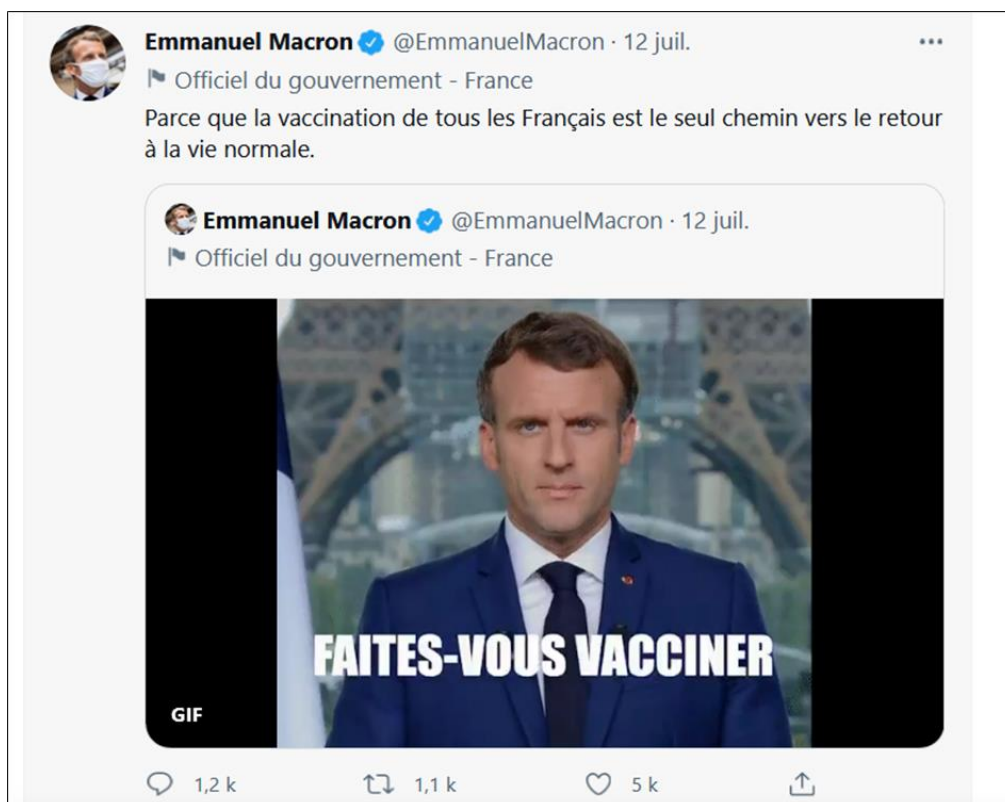 Emmanuel Macron @EmmanuelMacron · 12 juil.
Officiel du gouvernement - France
Parce que la vaccination de tous les Français est le seul chemin vers le retour
à la vie normale.
Emmanuel Macron @EmmanuelMacron · 12 juil.
Officiel du gouvernement - France
FAITES-VOUS VACCINER
GIF
1,2 k 1,1 k 5 k